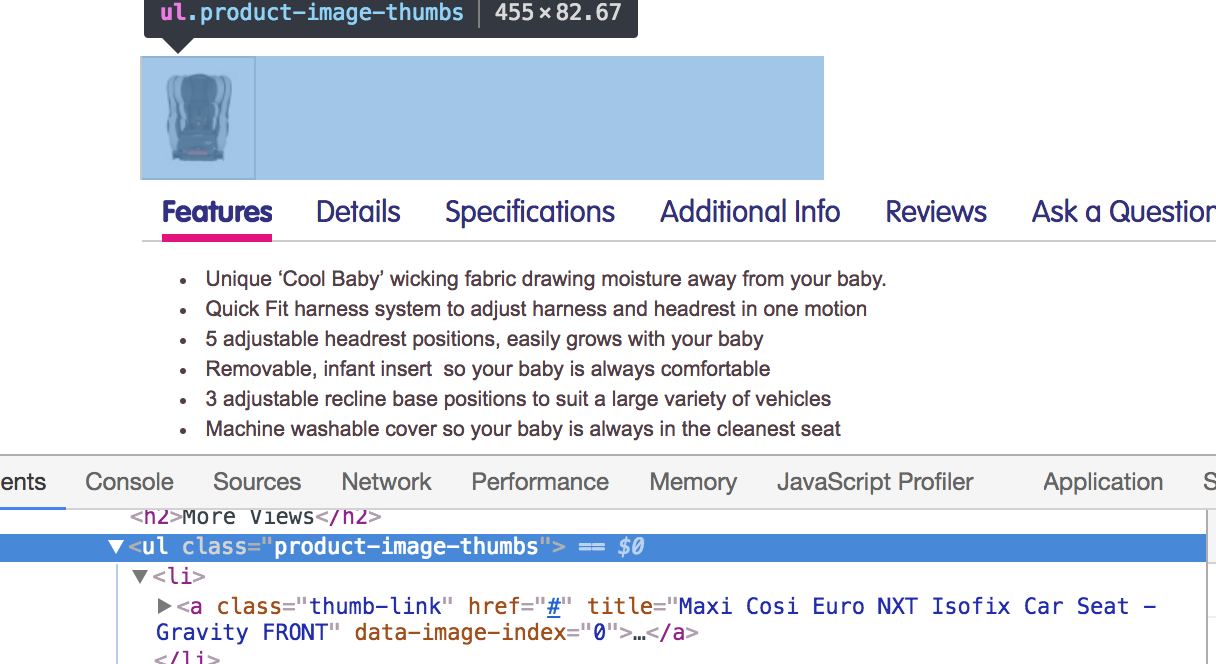 ul.product-image-thumbs 455×82.67
Features Details Specifications Additional Info Reviews Ask a Question
• Unique ‘Cool Baby’ wicking fabric drawing moisture away from your baby.
• Quick Fit harness system to adjust harness and headrest in one motion
• 5 adjustable headrest positions, easily grows with your baby
• Removable, infant insert  so your baby is always comfortable
• 3 adjustable recline base positions to suit a large variety of vehicles
• Machine washable cover so your baby is always in the cleanest seat
ents Console Sources Network Performance Memory JavaScript Profiler Application S
<h2>More Views</h2>
▼<ul class="product-image-thumbs"> == $0
▼<li>
▶<a class="thumb-link" href="#" title="Maxi Cosi Euro NXT Isofix Car Seat -
Gravity FRONT" data-image-index="0">…</a>
</li>